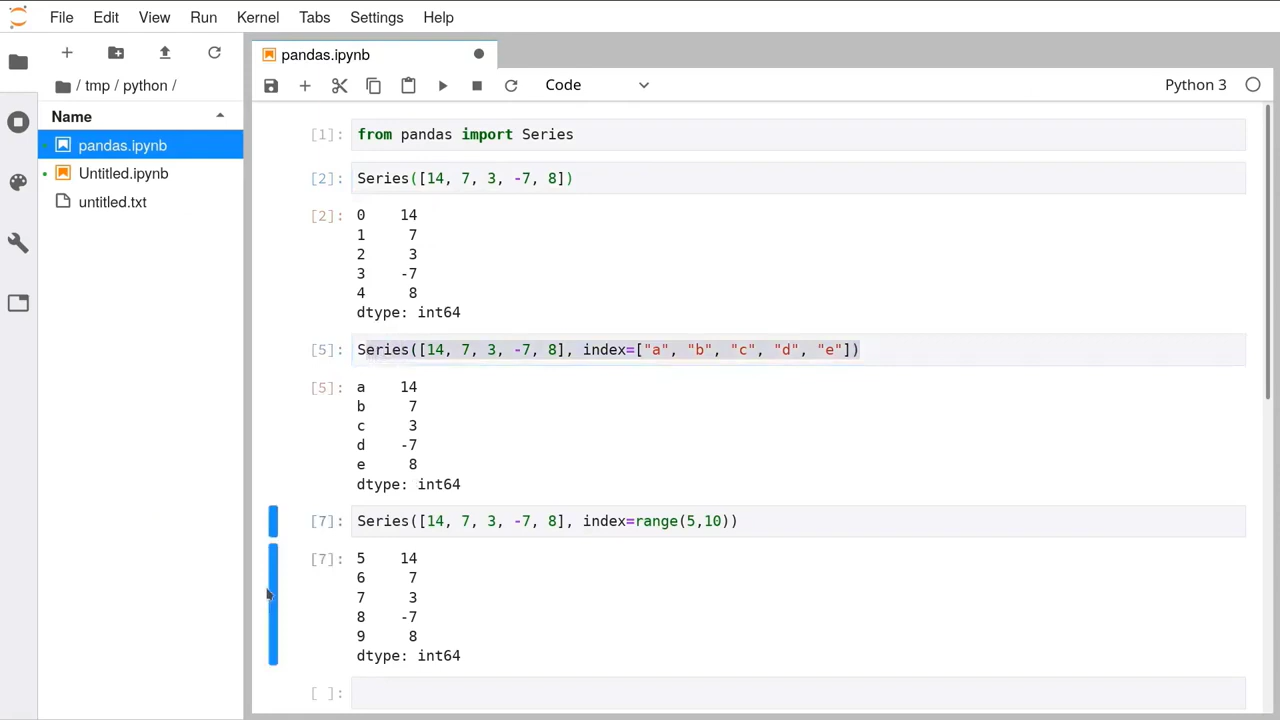 File Edit View Run Kernel Tabs Settings Help
pandas.ipynb
Code
Python 3
/ tmp / python /
Name
pandas.ipynb
Untitled.ipynb
untitled.txt
[1]: from pandas import Series
[2]: Series([14, 7, 3, -7, 8])
[2]: 0 14
1 7
2 3
3 -7
4 8
dtype: int64
[5]: Series([14, 7, 3, -7, 8], index=["a", "b", "c", "d", "e"])
[5]: a 14
b 7
c 3
d -7
e 8
dtype: int64
[7]: Series([14, 7, 3, -7, 8], index=range(5,10))
[7]: 5 14
6 7
7 3
8 -7
9 8
dtype: int64
[ ]: